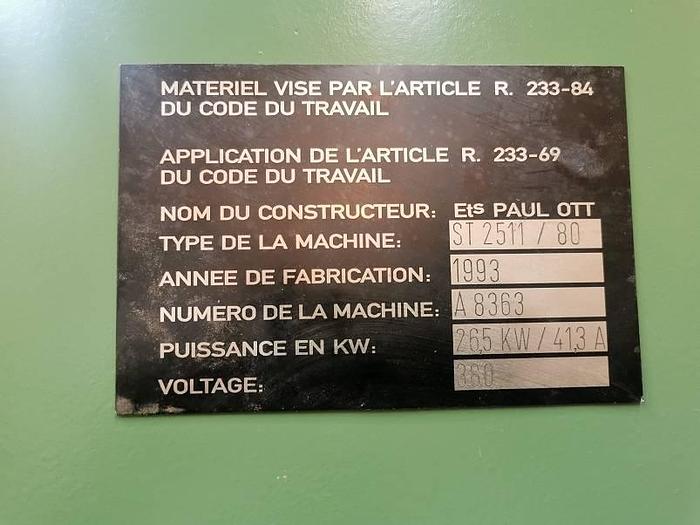 MATERIEL VISE PAR L'ARTICLE R. 233-84
DU CODE DU TRAVAIL
APPLICATION DE L'ARTICLE R. 233-69
DU CODE DU TRAVAIL
NOM DU CONSTRUCTEUR: Ets PAUL OTT
TYPE DE LA MACHINE: ST 2511 / 80
ANNEE DE FABRICATION: 1993
NUMERO DE LA MACHINE: A 8363
PUISSANCE EN KW: 26,5 KW / 41,3 A
VOLTAGE: 380